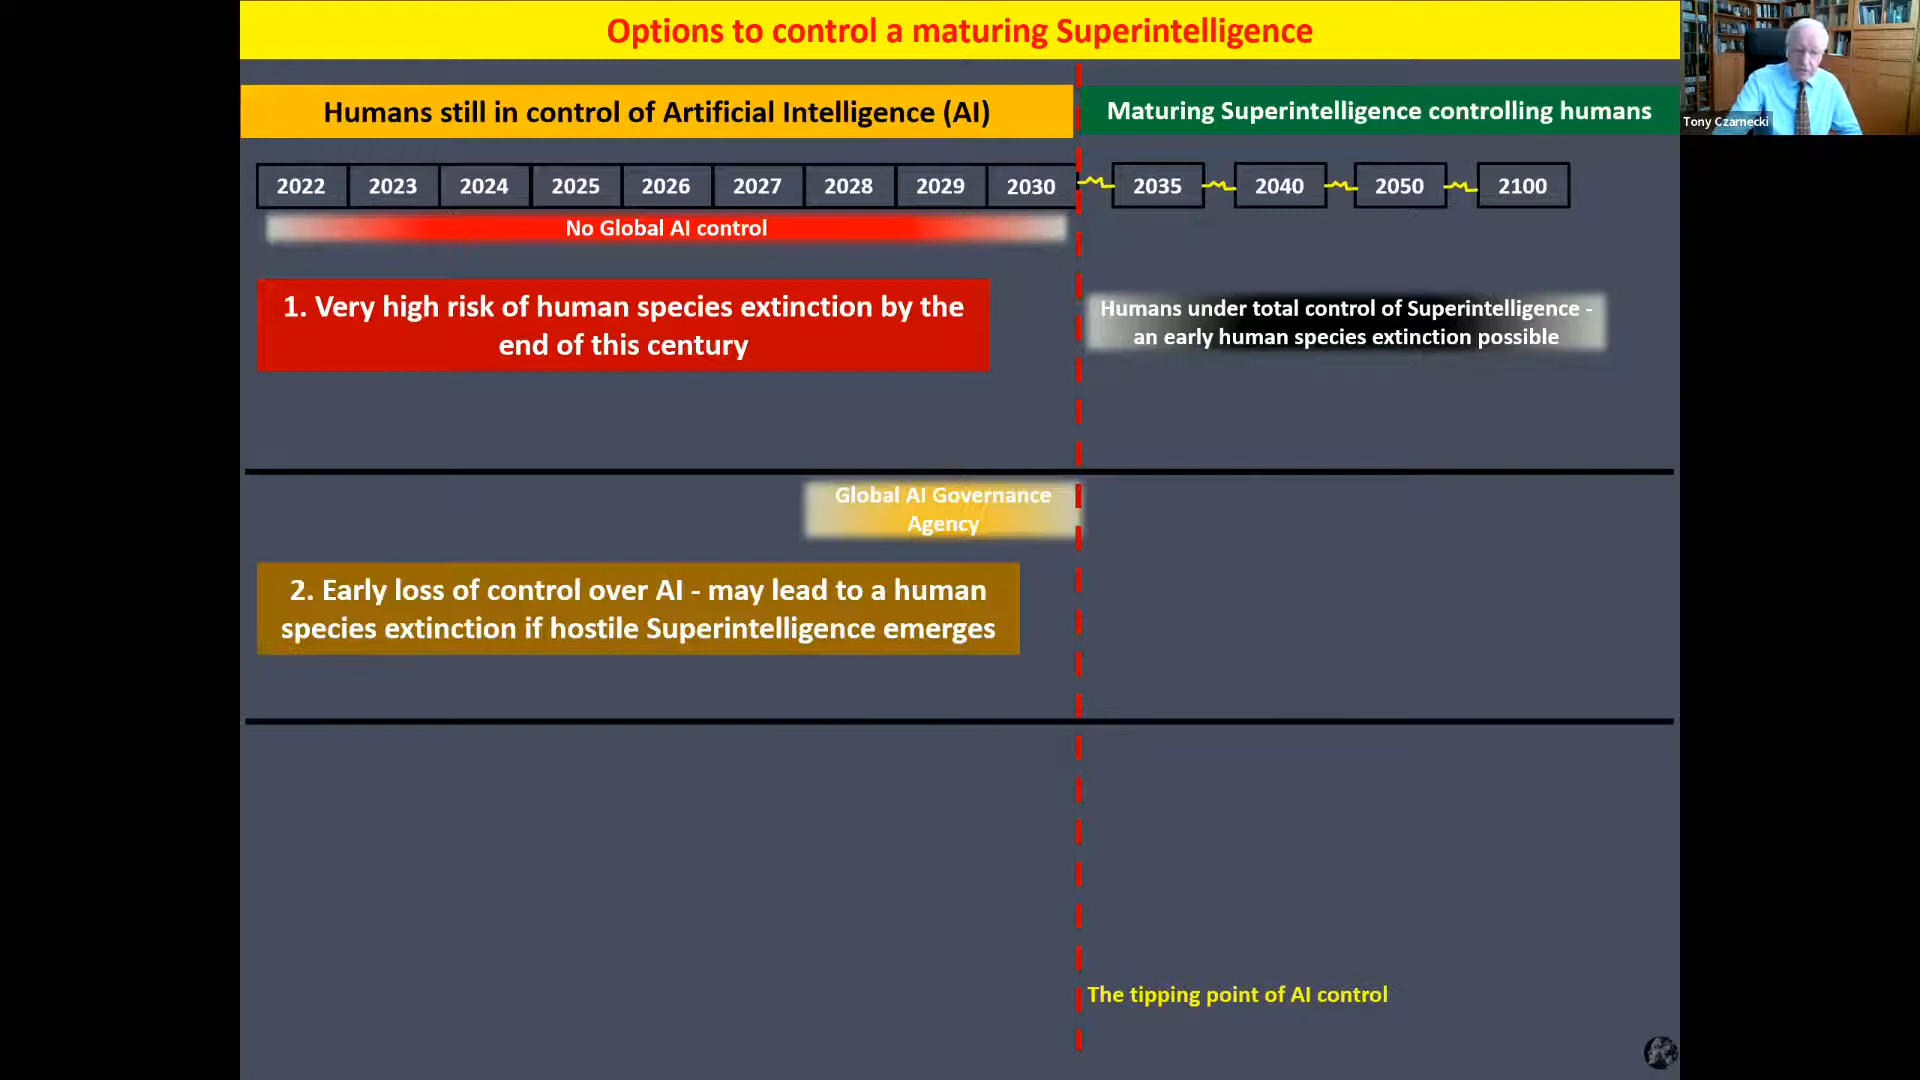 Options to control a maturing Superintelligence
Tony Czarnecki
Humans still in control of Artificial Intelligence (AI)
Maturing Superintelligence controlling humans
2022 2023 2024 2025 2026 2027 2028 2029 2030 2035 2040 2050 2100
No Global AI control
1. Very high risk of human species extinction by the
end of this century
Humans under total control of Superintelligence -
an early human species extinction possible
Global AI Governance
Agency
2. Early loss of control over AI - may lead to a human
species extinction if hostile Superintelligence emerges
The tipping point of AI control